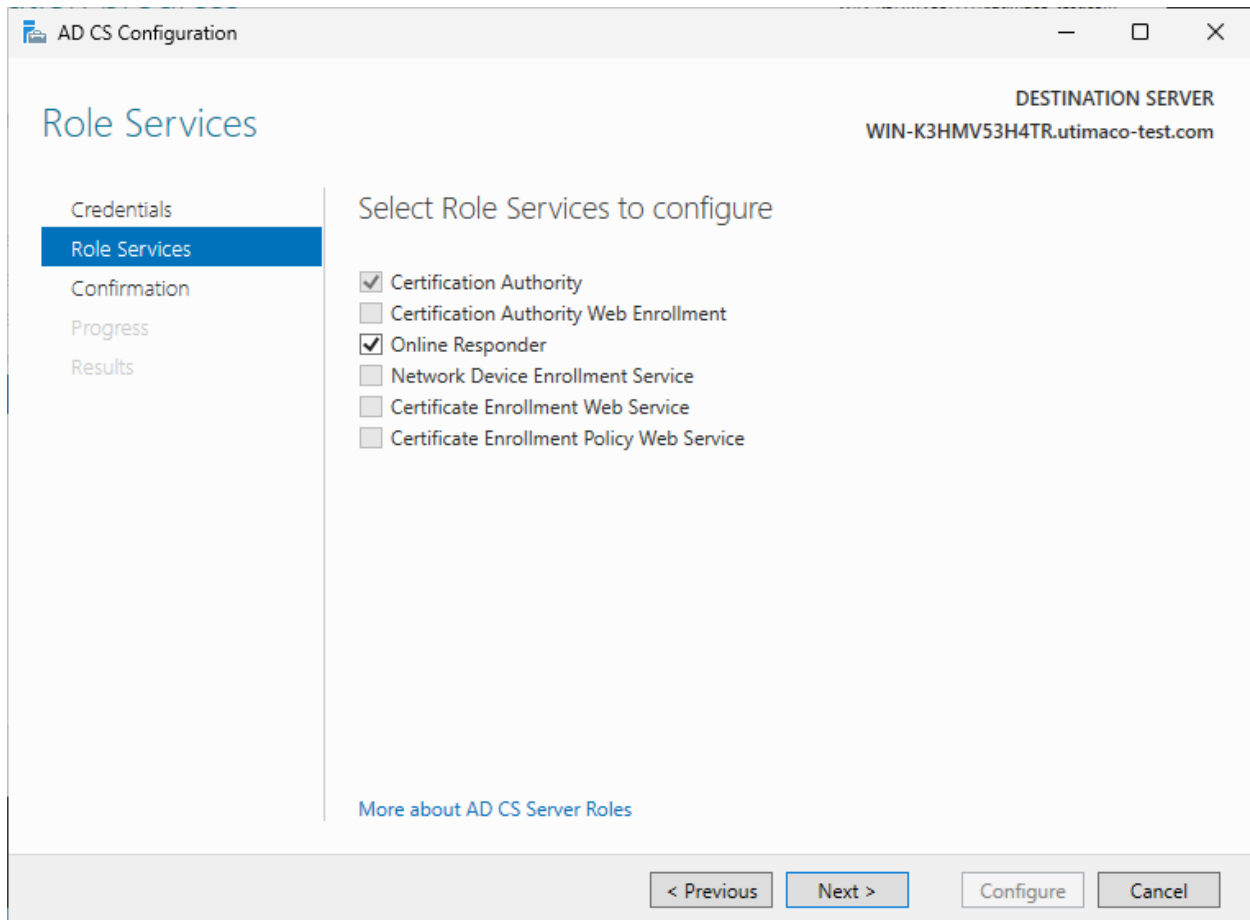 AD CS Configuration
DESTINATION SERVER
WIN-K3HMV53H4TR.utimaco-test.com
Role Services
Credentials
Role Services
Confirmation
Progress
Results
Select Role Services to configure
Certification Authority
Certification Authority Web Enrollment
Online Responder
Network Device Enrollment Service
Certificate Enrollment Web Service
Certificate Enrollment Policy Web Service
More about AD CS Server Roles
< Previous
Next >
Configure
Cancel